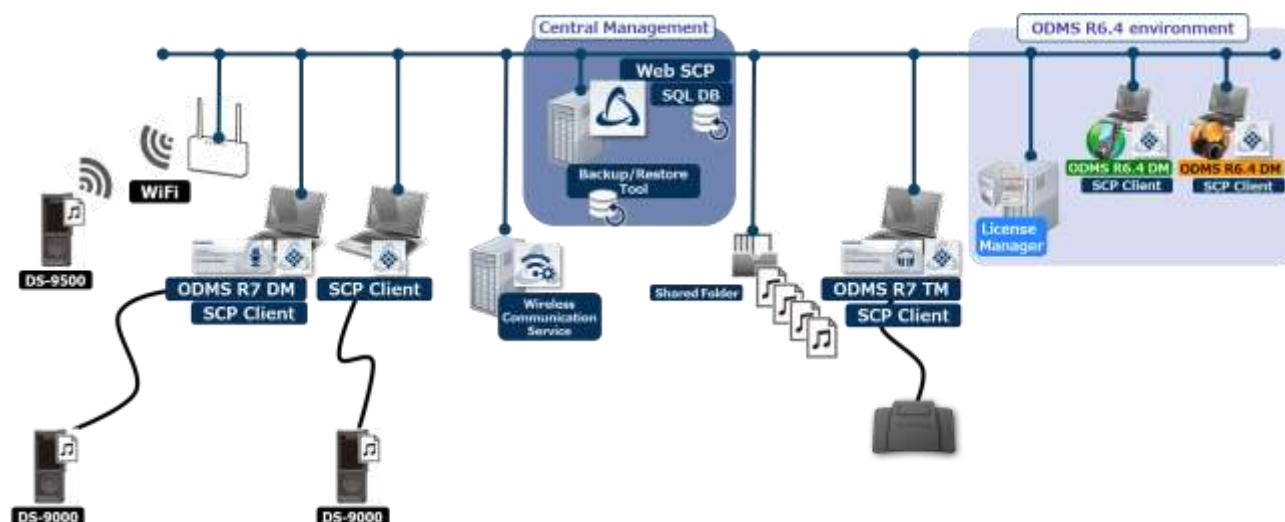 Central Management
ODMS R6.4 environment
Web SCP
SQL DB
Backup/Restore
Tool
WiFi
DS-9500
ODMS R7 DM
SCP Client
SCP Client
Wireless
Communication
Service
Shared Folder
ODMS R7 TM
SCP Client
License
Manager
ODMS R6.4 DM
SCP Client
ODMS R6.4 DM
SCP Client
DS-9000
DS-9000